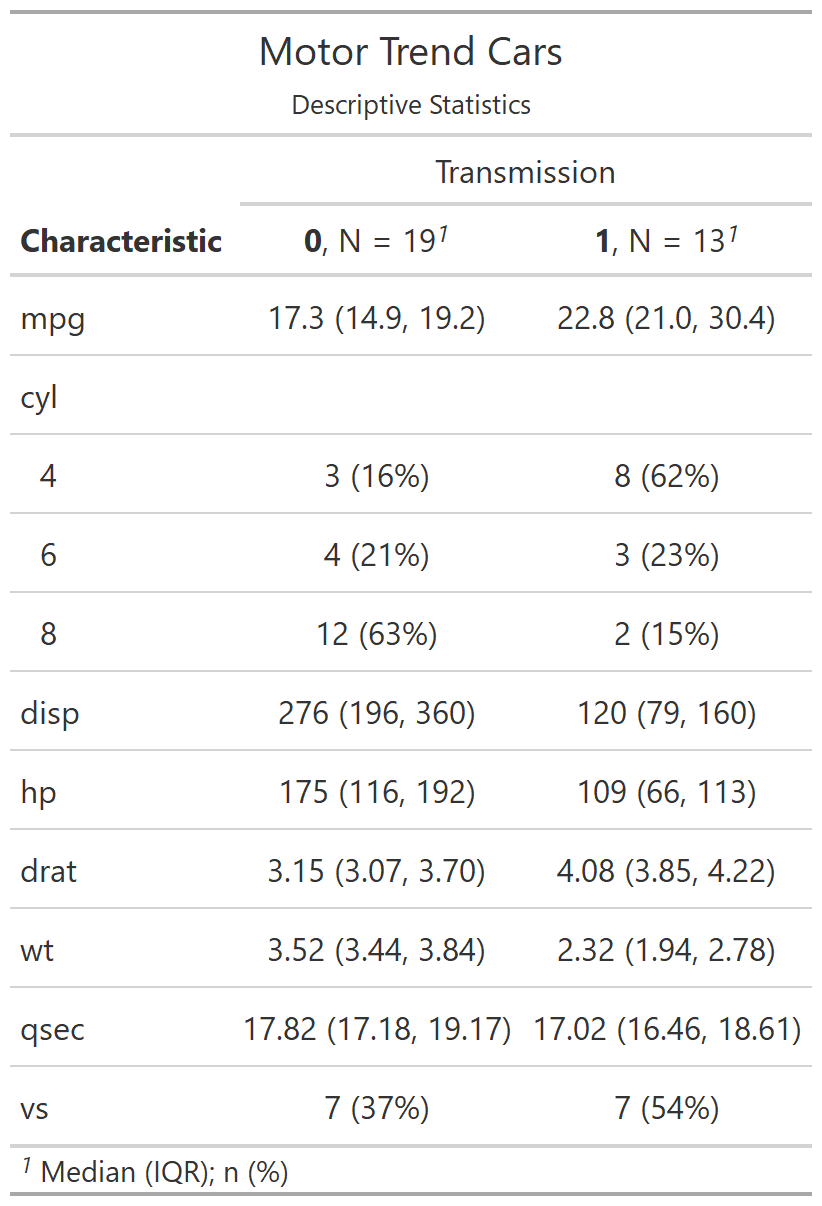 Motor Trend Cars
Descriptive Statistics
Transmission
Characteristic 0, N = 19¹ 1, N = 13¹
mpg 17.3 (14.9, 19.2) 22.8 (21.0, 30.4)
cyl
4 3 (16%) 8 (62%)
6 4 (21%) 3 (23%)
8 12 (63%) 2 (15%)
disp 276 (196, 360) 120 (79, 160)
hp 175 (116, 192) 109 (66, 113)
drat 3.15 (3.07, 3.70) 4.08 (3.85, 4.22)
wt 3.52 (3.44, 3.84) 2.32 (1.94, 2.78)
qsec 17.82 (17.18, 19.17) 17.02 (16.46, 18.61)
vs 7 (37%) 7 (54%)
¹ Median (IQR); n (%)